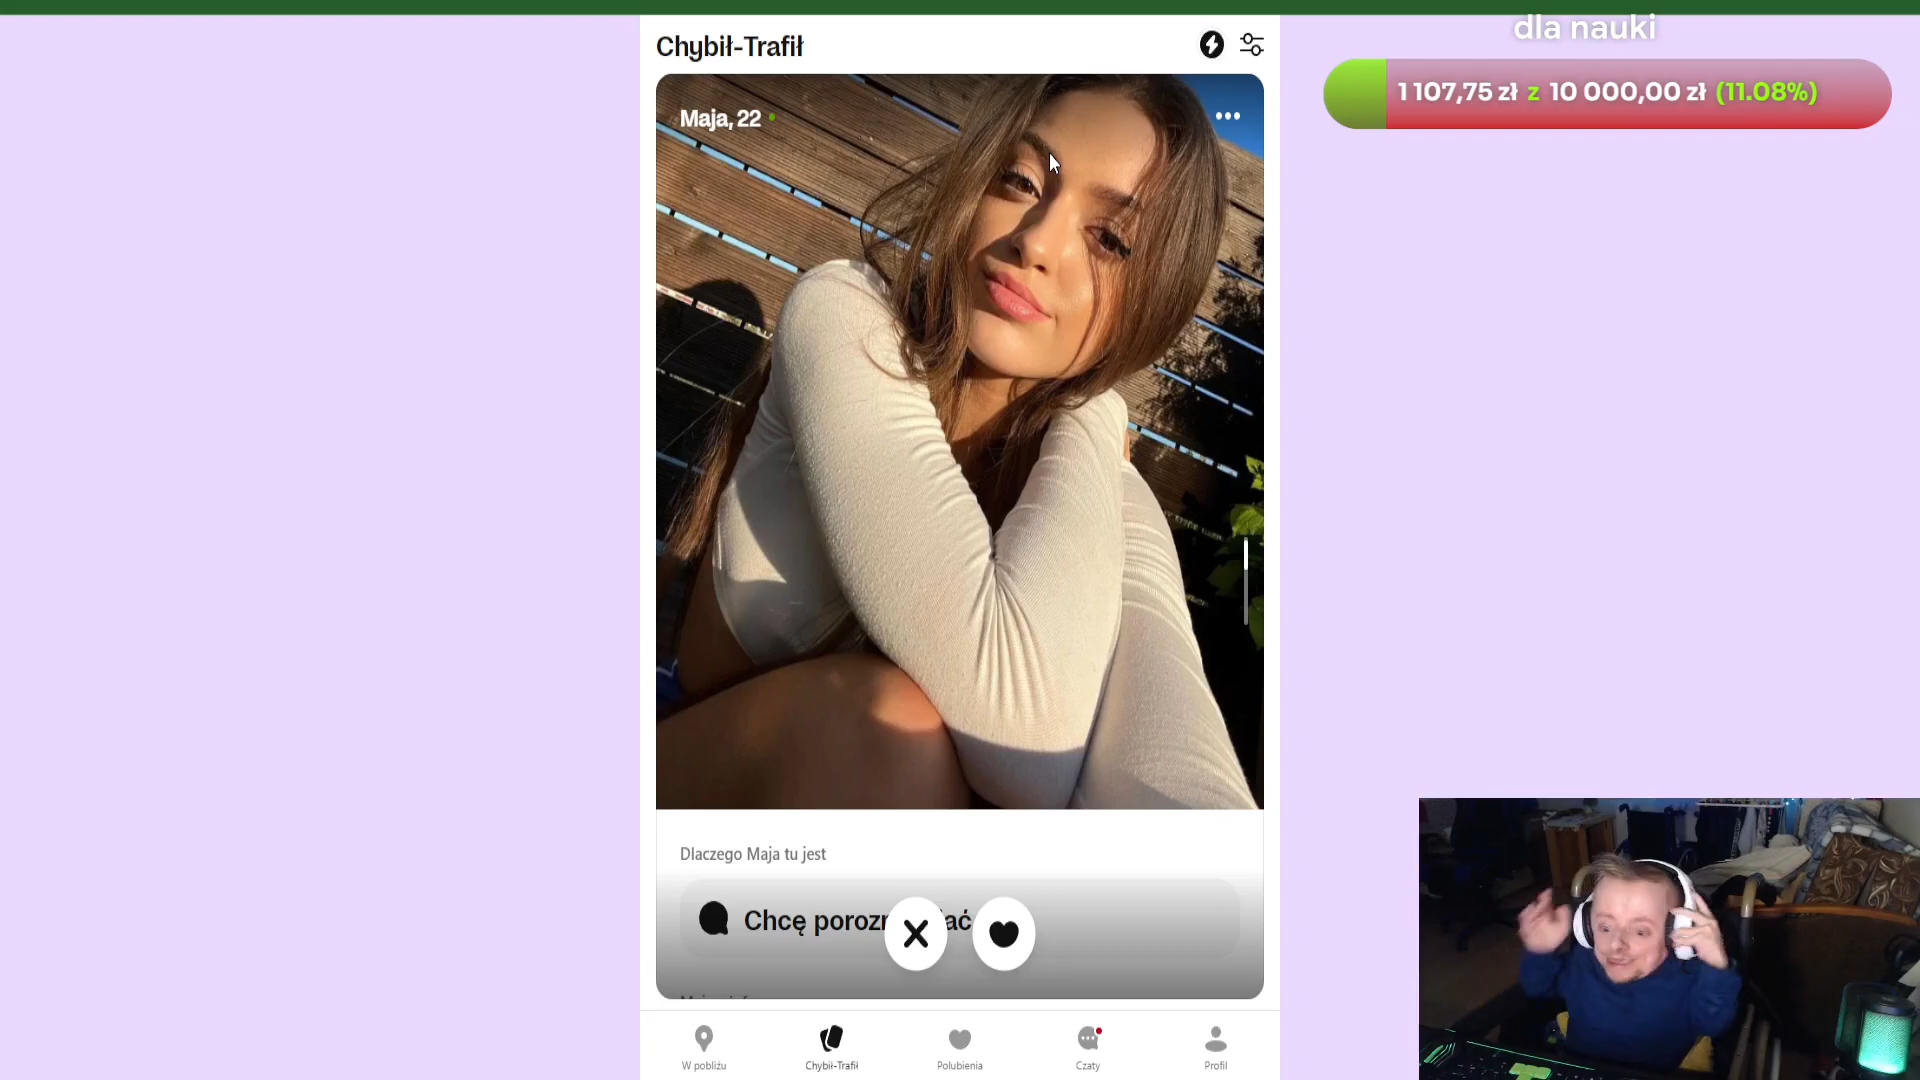 dla nauki
1 107,75 zł z 10 000,00 zł (11.08%)
Chybił-Trafił
Maja, 22
Dlaczego Maja tu jest
Chcę
W pobliżu
Chybił-Trafił
Polubienia
Czaty
Profil